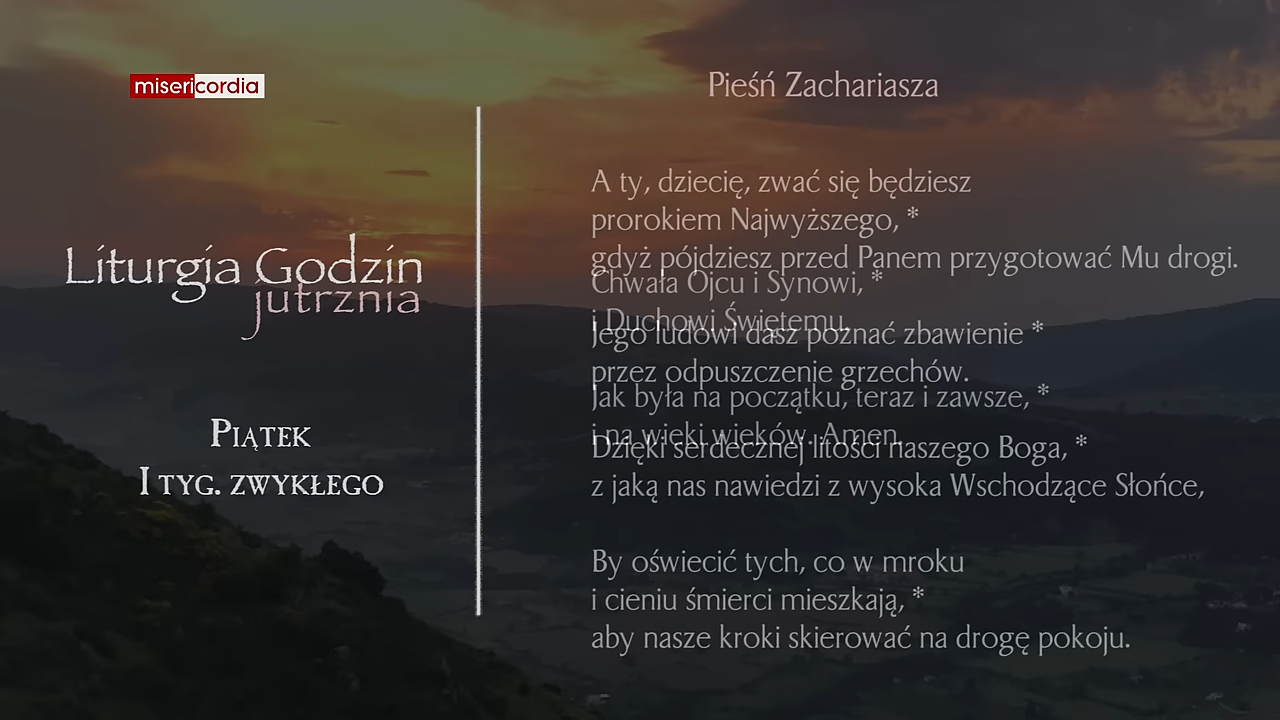 misericordia
Liturgia Godzin
jutrznia
Piątek
I tyg. zwykłego
Pieśń Zachariasza
A ty, dziecię, zwać się będziesz
prorokiem Najwyższego, *
gdyż pójdziesz przed Panem przygotować Mu drogi.
Chwała Ojcu i Synowi, *
i Duchowi Świętemu.
Jego ludowi dasz poznać zbawienie *
przez odpuszczenie grzechów.
Jak była na początku, teraz i zawsze, *
i na wieki wieków. Amen.
Dzięki serdecznej litości naszego Boga, *
z jaką nas nawiedzi z wysoka Wschodzące Słońce,
By oświecić tych, co w mroku
i cieniu śmierci mieszkają, *
aby nasze kroki skierować na drogę pokoju.